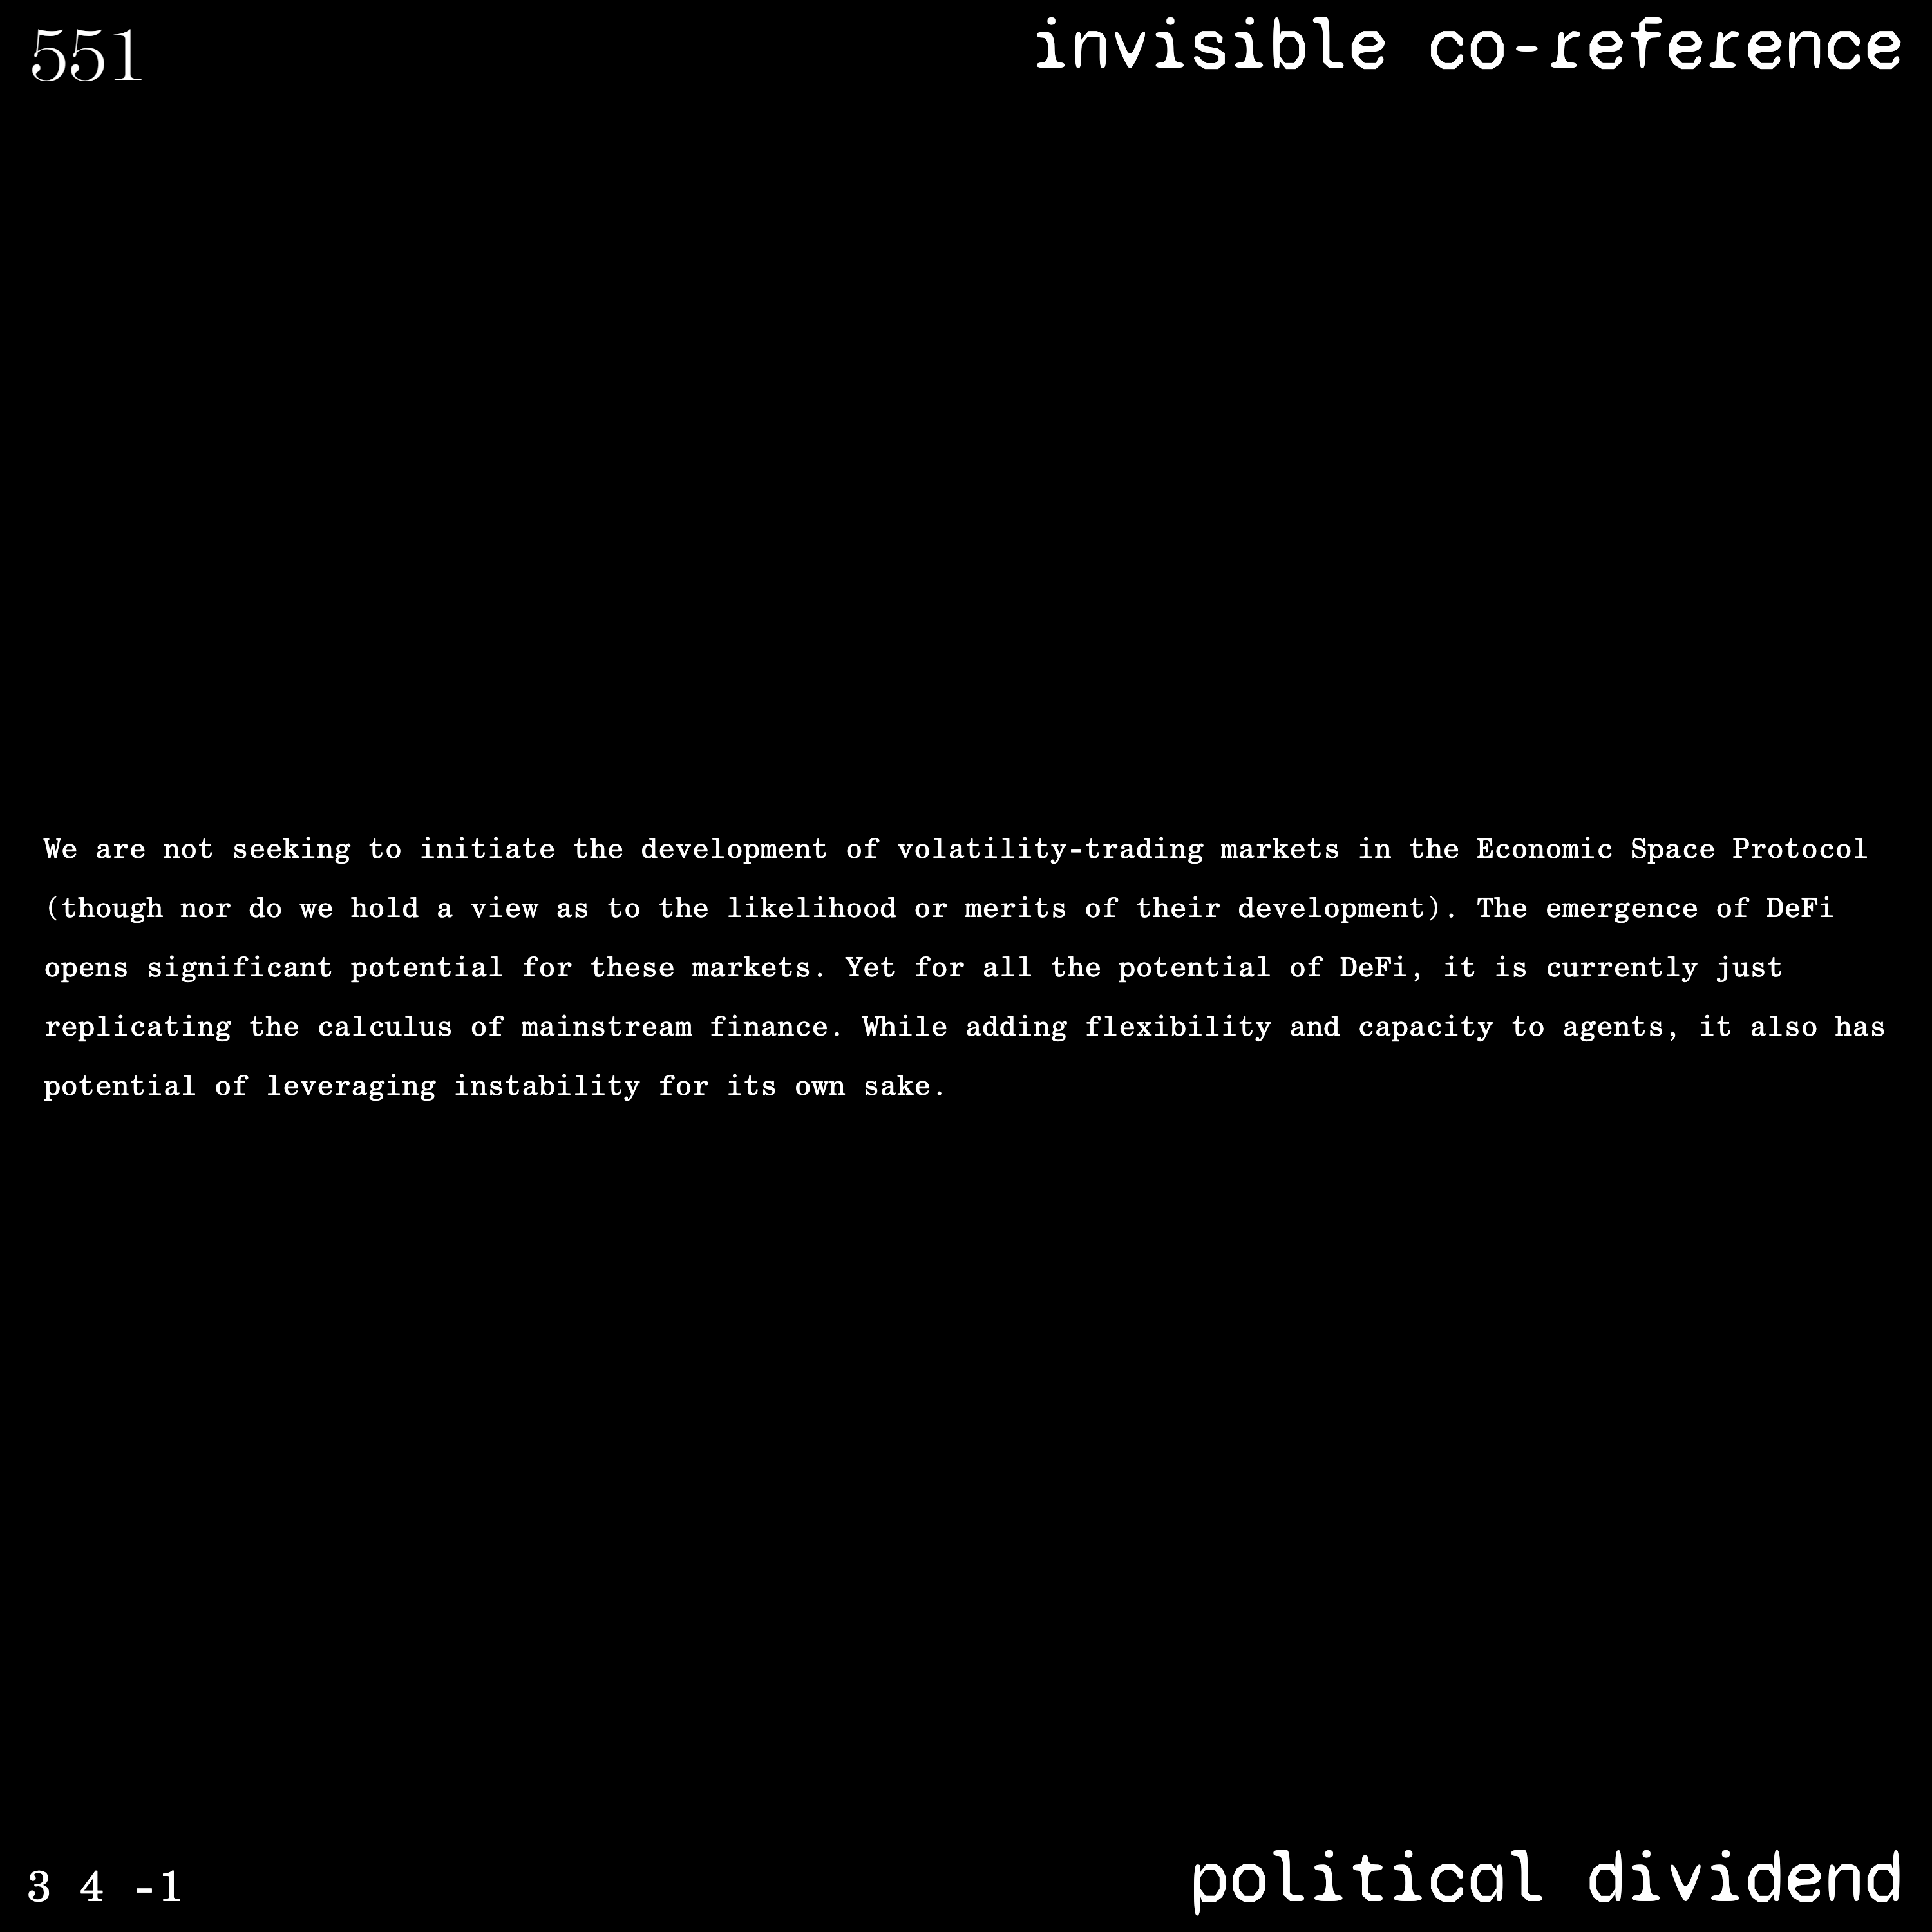 551
invisible co-reference
We are not seeking to initiate the development of volatility-trading markets in the Economic Space Protocol
(though nor do we hold a view as to the likelihood or merits of their development). The emergence of DeFi
opens significant potential for these markets. Yet for all the potential of DeFi, it is currently just
replicating the calculus of mainstream finance. While adding flexibility and capacity to agents, it also has
potential of leveraging instability for its own sake.
3 4 -1
political dividend